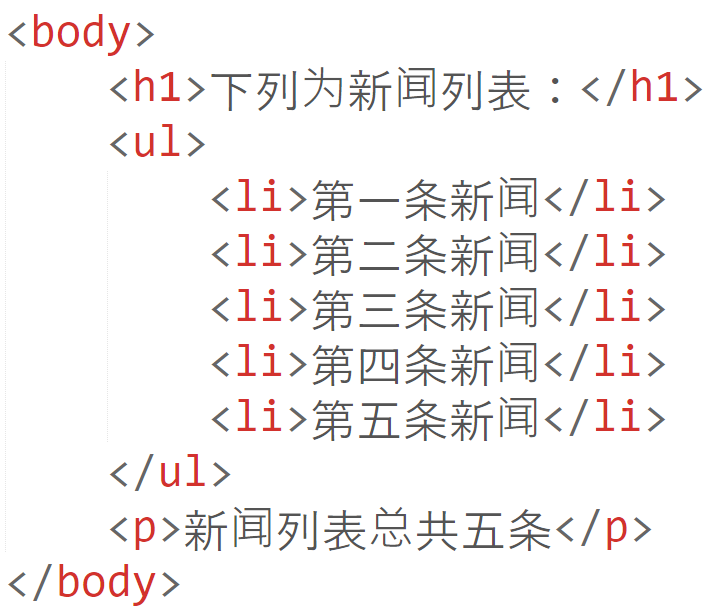 <body>
<h1>下列为新闻列表：</h1>
<ul>
<li>第一条新闻</li>
<li>第二条新闻</li>
<li>第三条新闻</li>
<li>第四条新闻</li>
<li>第五条新闻</li>
</ul>
<p>新闻列表总共五条</p>
</body>